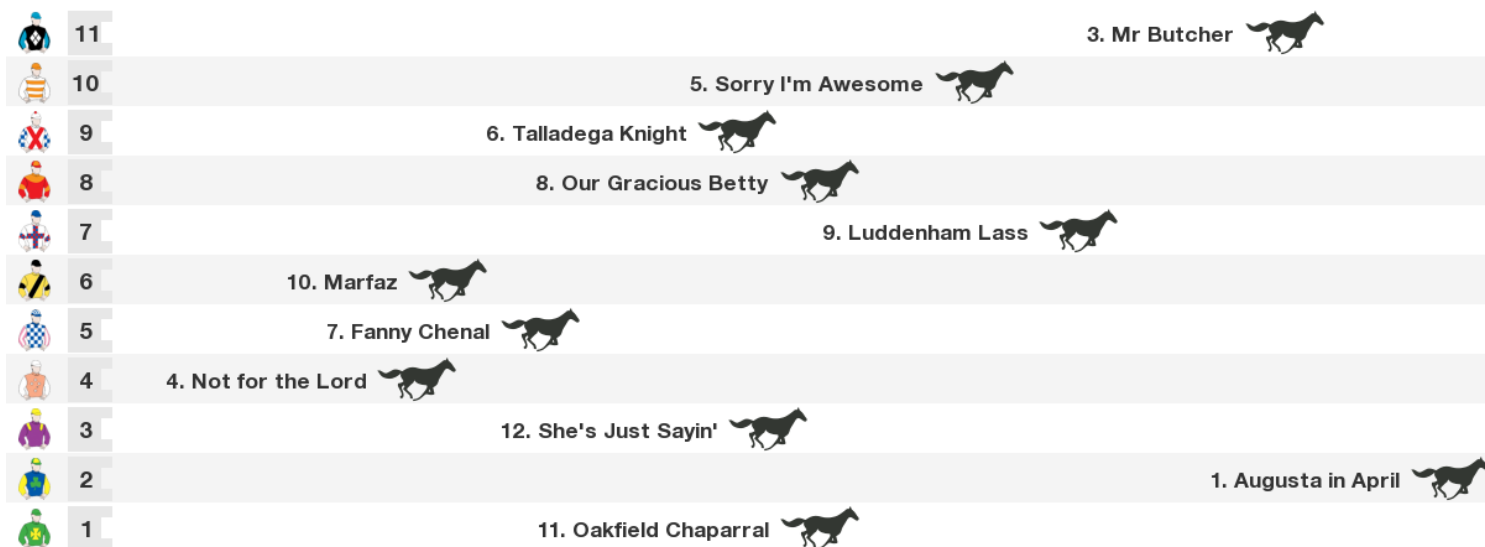 11 3. Mr Butcher
10 5. Sorry I'm Awesome
9 6. Talladega Knight
8 8. Our Gracious Betty
7 9. Luddenham Lass
6 10. Marfaz
5 7. Fanny Chenal
4 4. Not for the Lord
3 12. She's Just Sayin'
2 1. Augusta in April
1 11. Oakfield Chaparral